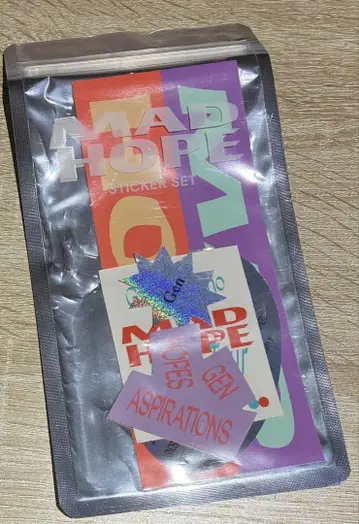 MAD
HOPE
STICKER SET
%
Gen
MAD
HOPE
HOPES
GEN
ASPIRATIONS